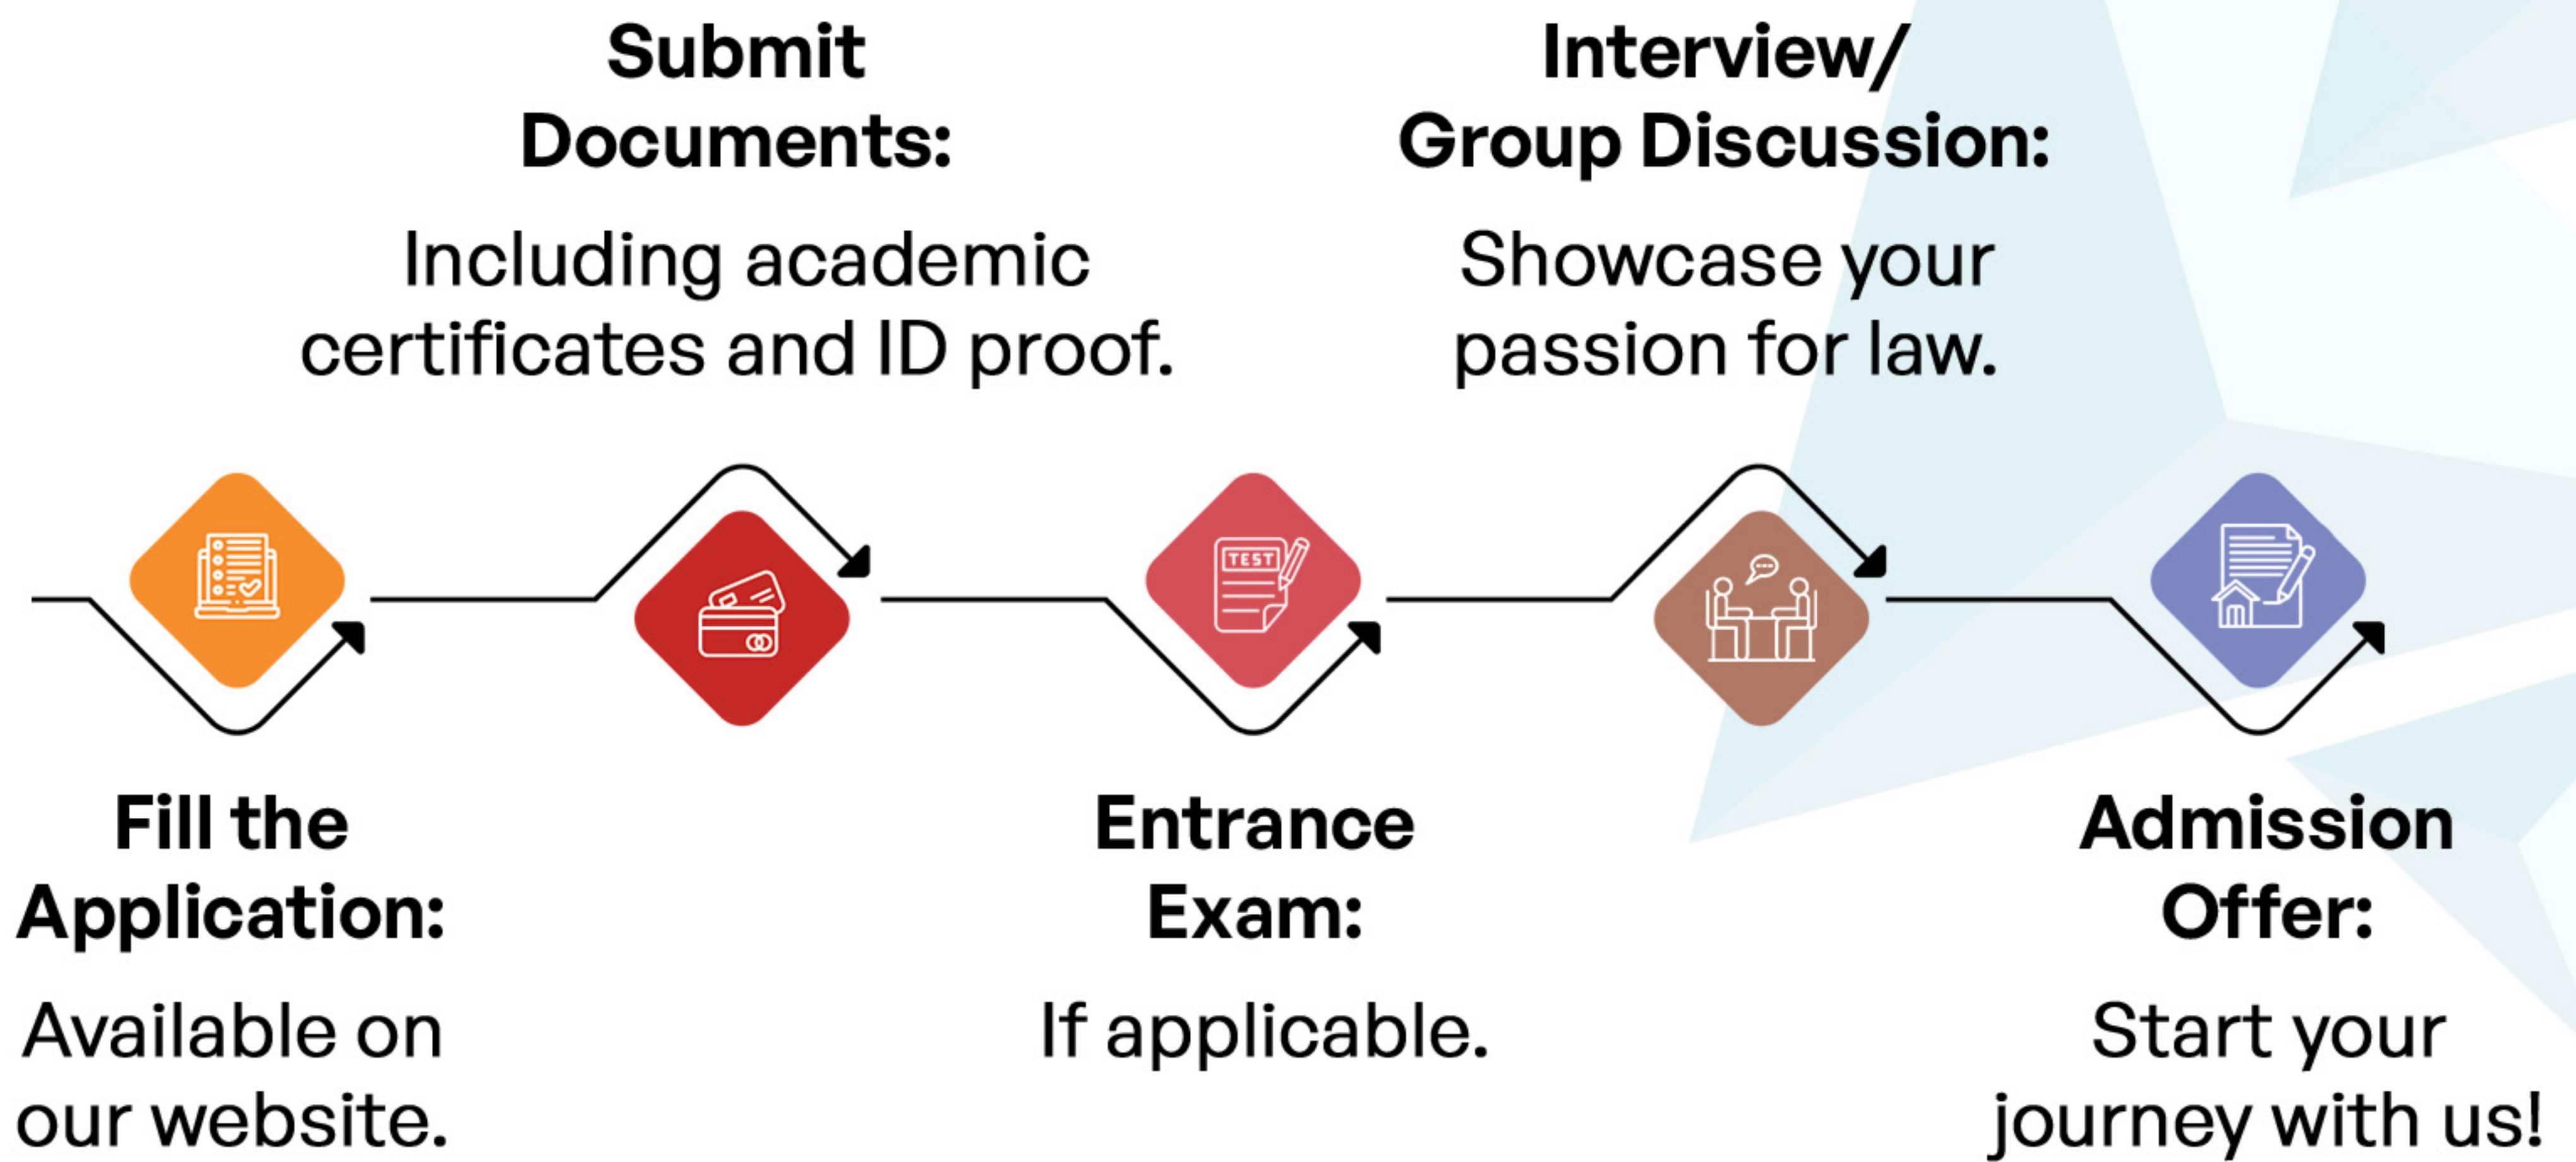 Fill the
Application:
Available on
our website.
Submit
Documents:
Including academic
certificates and ID proof.
Entrance
Exam:
If applicable.
TEST
Interview/
Group Discussion:
Showcase your
passion for law.
Admission
Offer:
Start your
journey with us!